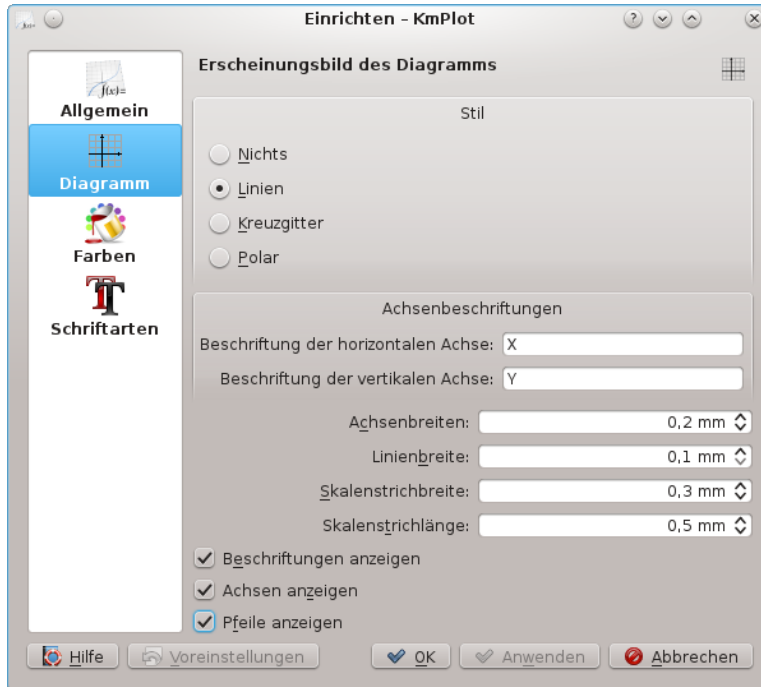 Einrichten – KmPlot
Allgemein
Diagramm
Farben
Schriftarten
Erscheinungsbild des Diagramms
Stil
Nichts
Linien
Kreuzgitter
Polar
Achsenbeschriftungen
Beschriftung der horizontalen Achse: X
Beschriftung der vertikalen Achse: Y
Achsenbreiten: 0,2 mm
Linienbreite: 0,1 mm
Skalenstrichbreite: 0,3 mm
Skalenstrichlänge: 0,5 mm
Beschriftungen anzeigen
Achsen anzeigen
Pfeile anzeigen
Hilfe Voreinstellungen OK Anwenden Abbrechen